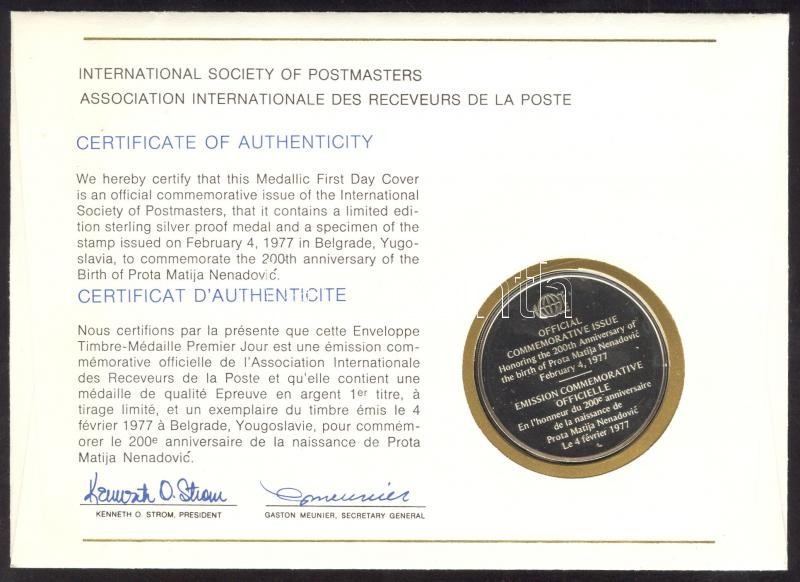 INTERNATIONAL SOCIETY OF POSTMASTERS
ASSOCIATION INTERNATIONALE DES RECEVEURS DE LA POSTE
CERTIFICATE OF AUTHENTICITY
We hereby certify that this Medallic First Day Cover
is an official commemorative issue of the International
Society of Postmasters, that it contains a limited edi-
tion sterling silver proof medal and a specimen of the
stamp issued on February 4, 1977 in Belgrade, Yugo-
slavia, to commemorate the 200th anniversary of the
Birth of Prota Matija Nenadović.
CERTIFICAT D'AUTHENTICITE
Nous certifions par la présente que cette Enveloppe
Timbre-Médaille Premier Jour est une émission com-
mémorative officielle de l'Association Internationale
des Receveurs de la Poste et qu'elle contient une
médaille de qualité Epreuve en argent 1er titre, à
tirage limité, et un exemplaire du timbre émis le 4
février 1977 à Belgrade, Yougoslavie, pour commém-
orer le 200e anniversaire de la naissance de Prota
Matija Nenadović.
Kenneth O. Strom
KENNETH O. STROM, PRESIDENT
GMeunier
GASTON MEUNIER, SECRETARY GENERAL
OFFICIAL
COMMEMORATIVE ISSUE
Honoring the 200th Anniversary of
the birth of Prota Matija Nenadović
February 4, 1977
EMISSION COMMEMORATIVE
OFFICIELLE
En l'honneur du 200e anniversaire
de la naissance de
Prota Matija Nenadović
Le 4 février 1977